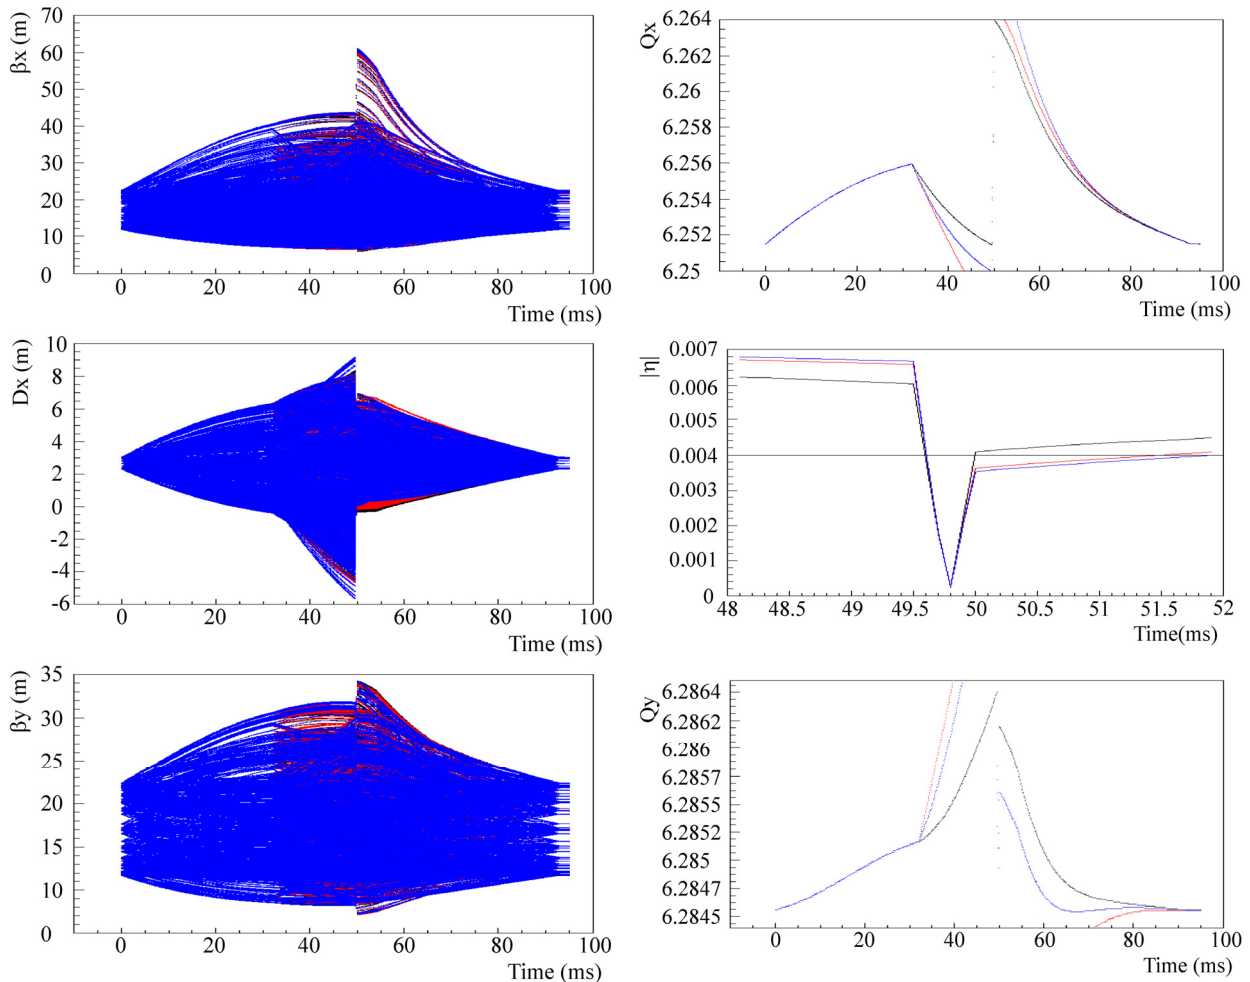 βx (m)
70
60
50
40
30
20
10
0
0 20 40 60 80 100
Time (ms)
Qx
6.264
6.262
6.26
6.258
6.256
6.254
6.252
6.25
0 20 40 60 80 100
Time (ms)
Dx (m)
10
8
6
4
2
0
-2
-4
-6
0 20 40 60 80 100
Time (ms)
|η|
0.007
0.006
0.005
0.004
0.003
0.002
0.001
0
48 48.5 49 49.5 50 50.5 51 51.5 52
Time(ms)
βy (m)
35
30
25
20
15
10
5
0
0 20 40 60 80 100
Time (ms)
Qy
6.2864
6.2862
6.286
6.2857
6.2855
6.2852
6.285
6.2847
6.2845
0 20 40 60 80 100
Time (ms)